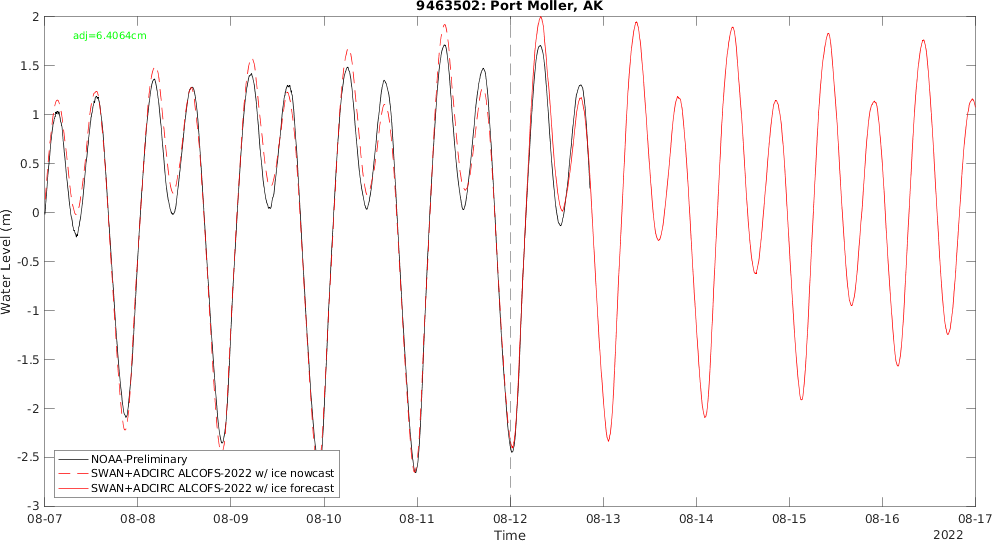 9463502: Port Moller, AK
adj=6.4064cm
2
1.5
1
0.5
0
-0.5
-1
-1.5
-2
-2.5
-3
Water Level (m)
NOAA-Preliminary
SWAN+ADCIRC ALCOFS-2022 w/ ice nowcast
SWAN+ADCIRC ALCOFS-2022 w/ ice forecast
08-07 08-08 08-09 08-10 08-11 08-12 08-13 08-14 08-15 08-16 08-17
Time
2022